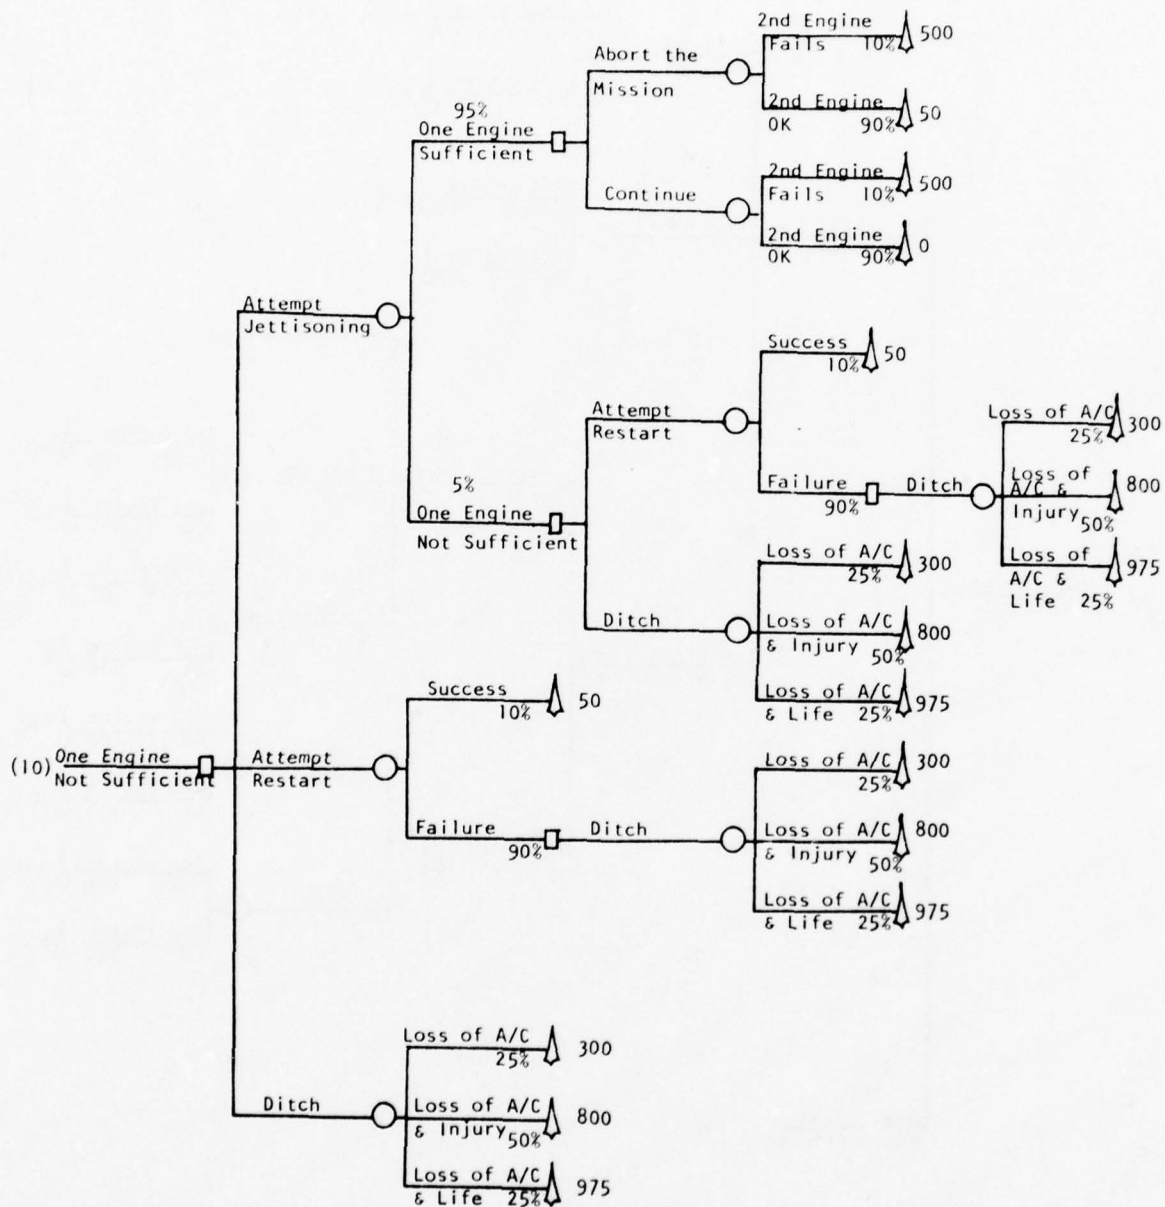 2nd Engine
Fails 10% 500
Abort the
Mission
2nd Engine
OK 90% 50
95%
One Engine
Sufficient
2nd Engine
Fails 10% 500
Continue
2nd Engine
OK 90% 0
Attempt
Jettisoning
Success
10% 50
Attempt
Restart
Loss of A/C
25% 300
5%
Failure
90%
Ditch
Loss of
A/C &
Injury 50% 800
One Engine
Not Sufficient
Loss of A/C
25% 300
Loss of
A/C &
Life 25% 975
Ditch
Loss of A/C
& Injury 50% 800
Loss of A/C
& Life 25% 975
Success
10% 50
(10) One Engine
Not Sufficient
Attempt
Restart
Loss of A/C
25% 300
Failure
90%
Ditch
Loss of A/C
& Injury 50% 800
Loss of A/C
& Life 25% 975
Loss of A/C
25% 300
Ditch
Loss of A/C
& Injury 50% 800
Loss of A/C
& Life 25% 975